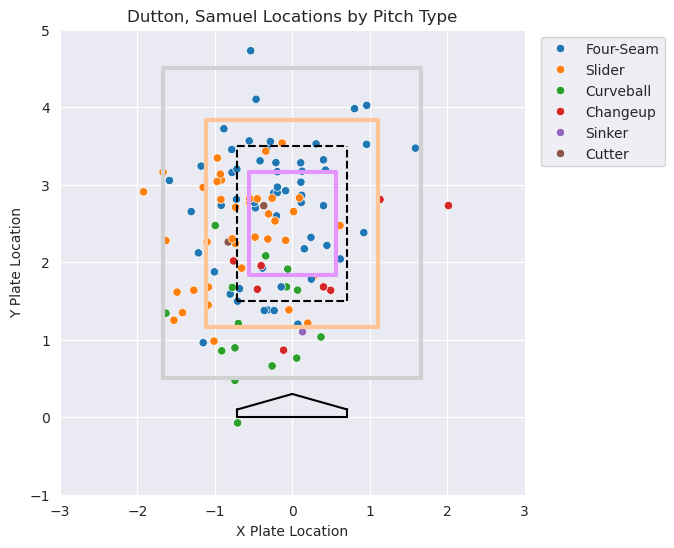 Dutton, Samuel Locations by Pitch Type
5
4
3
2
1
0
−1
−3
−2
−1
0
1
2
3
Y Plate Location
X Plate Location
Four-Seam
Slider
Curveball
Changeup
Sinker
Cutter